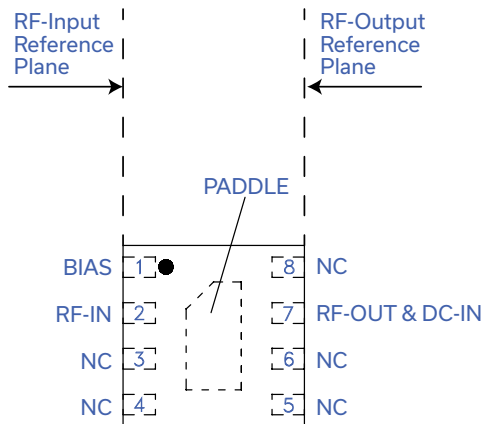 RF-Input
Reference
Plane
RF-Output
Reference
Plane
PADDLE
BIAS 1 8 NC
RF-IN 2 7 RF-OUT & DC-IN
NC 3 6 NC
NC 4 5 NC